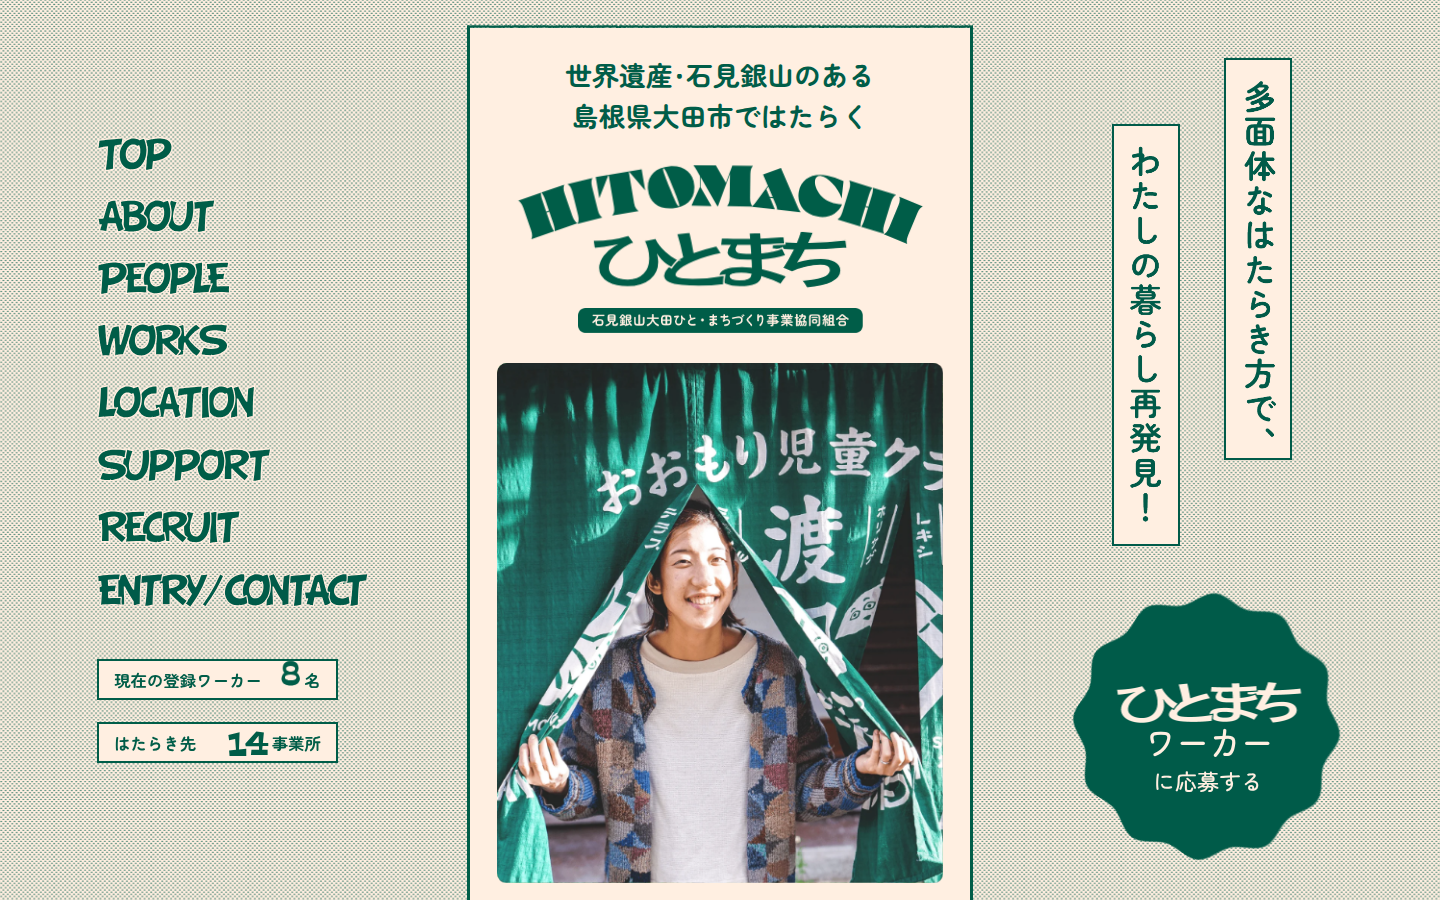 TOP
ABOUT
PEOPLE
WORKS
LOCATION
SUPPORT
RECRUIT
ENTRY/CONTACT
現在の登録ワーカー 8名
はたらき先 14事業所
世界遺産・石見銀山のある
島根県大田市ではたらく
HITOMACHI
ひとまち
石見銀山大田ひと・まちづくり事業協同組合
おおもり児童クラ
渡
レキシ
多面体なはたらき方で、
わたしの暮らし再発見！
ひとまち
ワーカー
に応募する